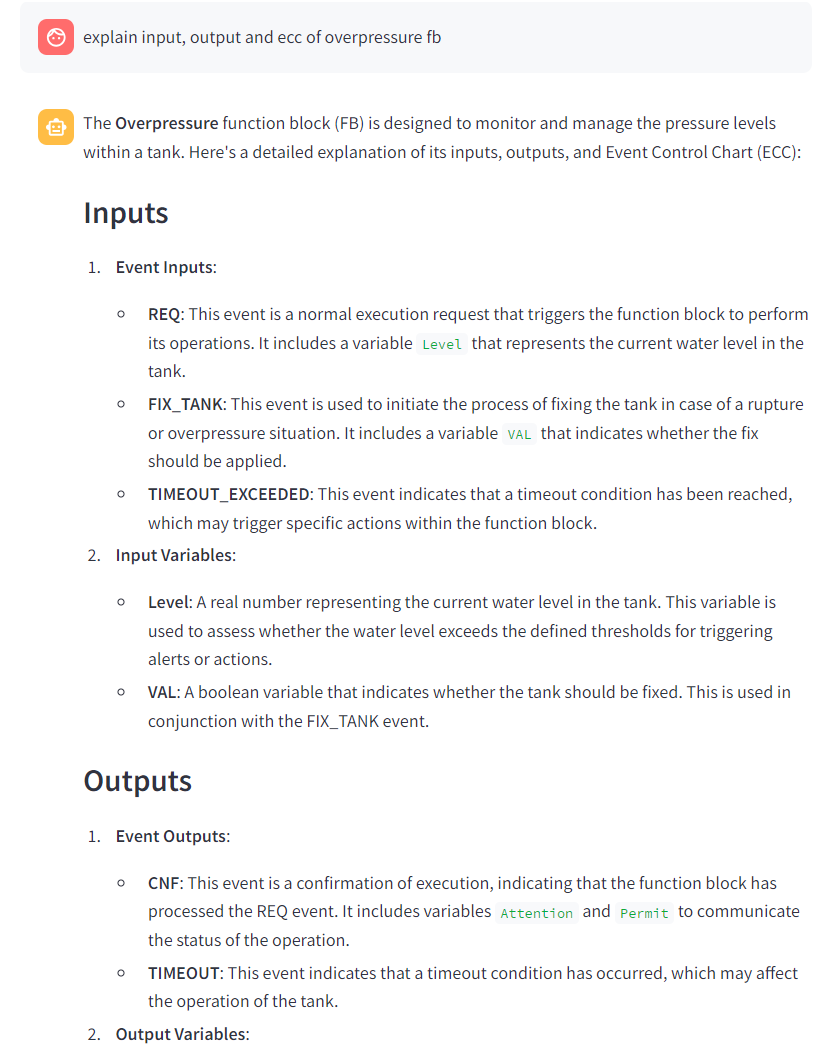 explain input, output and ecc of overpressure fb
The Overpressure function block (FB) is designed to monitor and manage the pressure levels
within a tank. Here's a detailed explanation of its inputs, outputs, and Event Control Chart (ECC):
Inputs
1. Event Inputs:
REQ: This event is a normal execution request that triggers the function block to perform
its operations. It includes a variable Level that represents the current water level in the
tank.
FIX_TANK: This event is used to initiate the process of fixing the tank in case of a rupture
or overpressure situation. It includes a variable VAL that indicates whether the fix
should be applied.
TIMEOUT_EXCEEDED: This event indicates that a timeout condition has been reached,
which may trigger specific actions within the function block.
2. Input Variables:
Level: A real number representing the current water level in the tank. This variable is
used to assess whether the water level exceeds the defined thresholds for triggering
alerts or actions.
VAL: A boolean variable that indicates whether the tank should be fixed. This is used in
conjunction with the FIX_TANK event.
Outputs
1. Event Outputs:
CNF: This event is a confirmation of execution, indicating that the function block has
processed the REQ event. It includes variables Attention and Permit to communicate
the status of the operation.
TIMEOUT: This event indicates that a timeout condition has occurred, which may affect
the operation of the tank.
2. Output Variables: